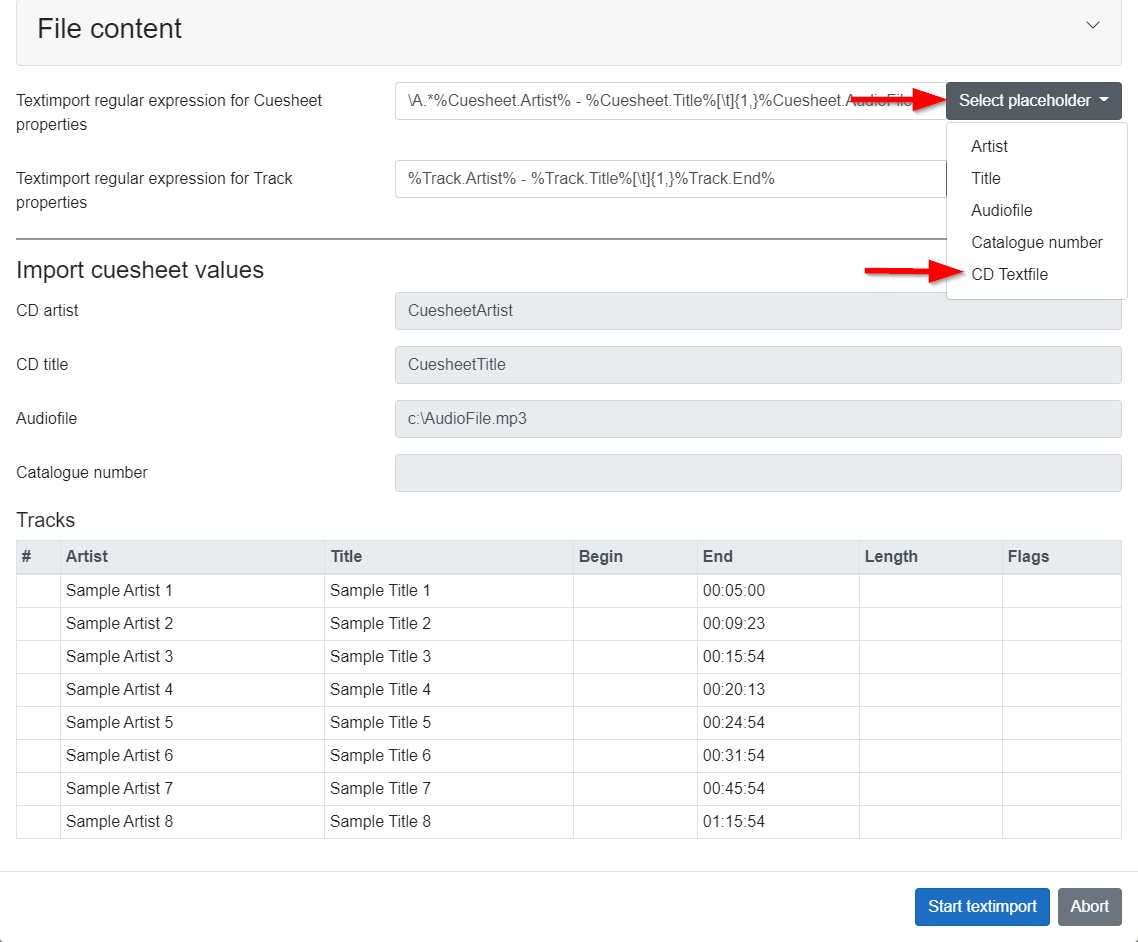 File content
Textimport regular expression for Cuesheet properties
\A.*%Cuesheet.Artist% - %Cuesheet.Title%[\t]{1,}%Cuesheet.AudioFile
Select placeholder
Artist
Title
Audiofile
Catalogue number
CD Textfile
Textimport regular expression for Track properties
%Track.Artist% - %Track.Title%[\t]{1,}%Track.End%
Import cuesheet values
CD artist
CuesheetArtist
CD title
CuesheetTitle
Audiofile
c:\AudioFile.mp3
Catalogue number
Tracks
# Artist Title Begin End Length Flags
Sample Artist 1 Sample Title 1 00:05:00
Sample Artist 2 Sample Title 2 00:09:23
Sample Artist 3 Sample Title 3 00:15:54
Sample Artist 4 Sample Title 4 00:20:13
Sample Artist 5 Sample Title 5 00:24:54
Sample Artist 6 Sample Title 6 00:31:54
Sample Artist 7 Sample Title 7 00:45:54
Sample Artist 8 Sample Title 8 01:15:54
Start textimport
Abort